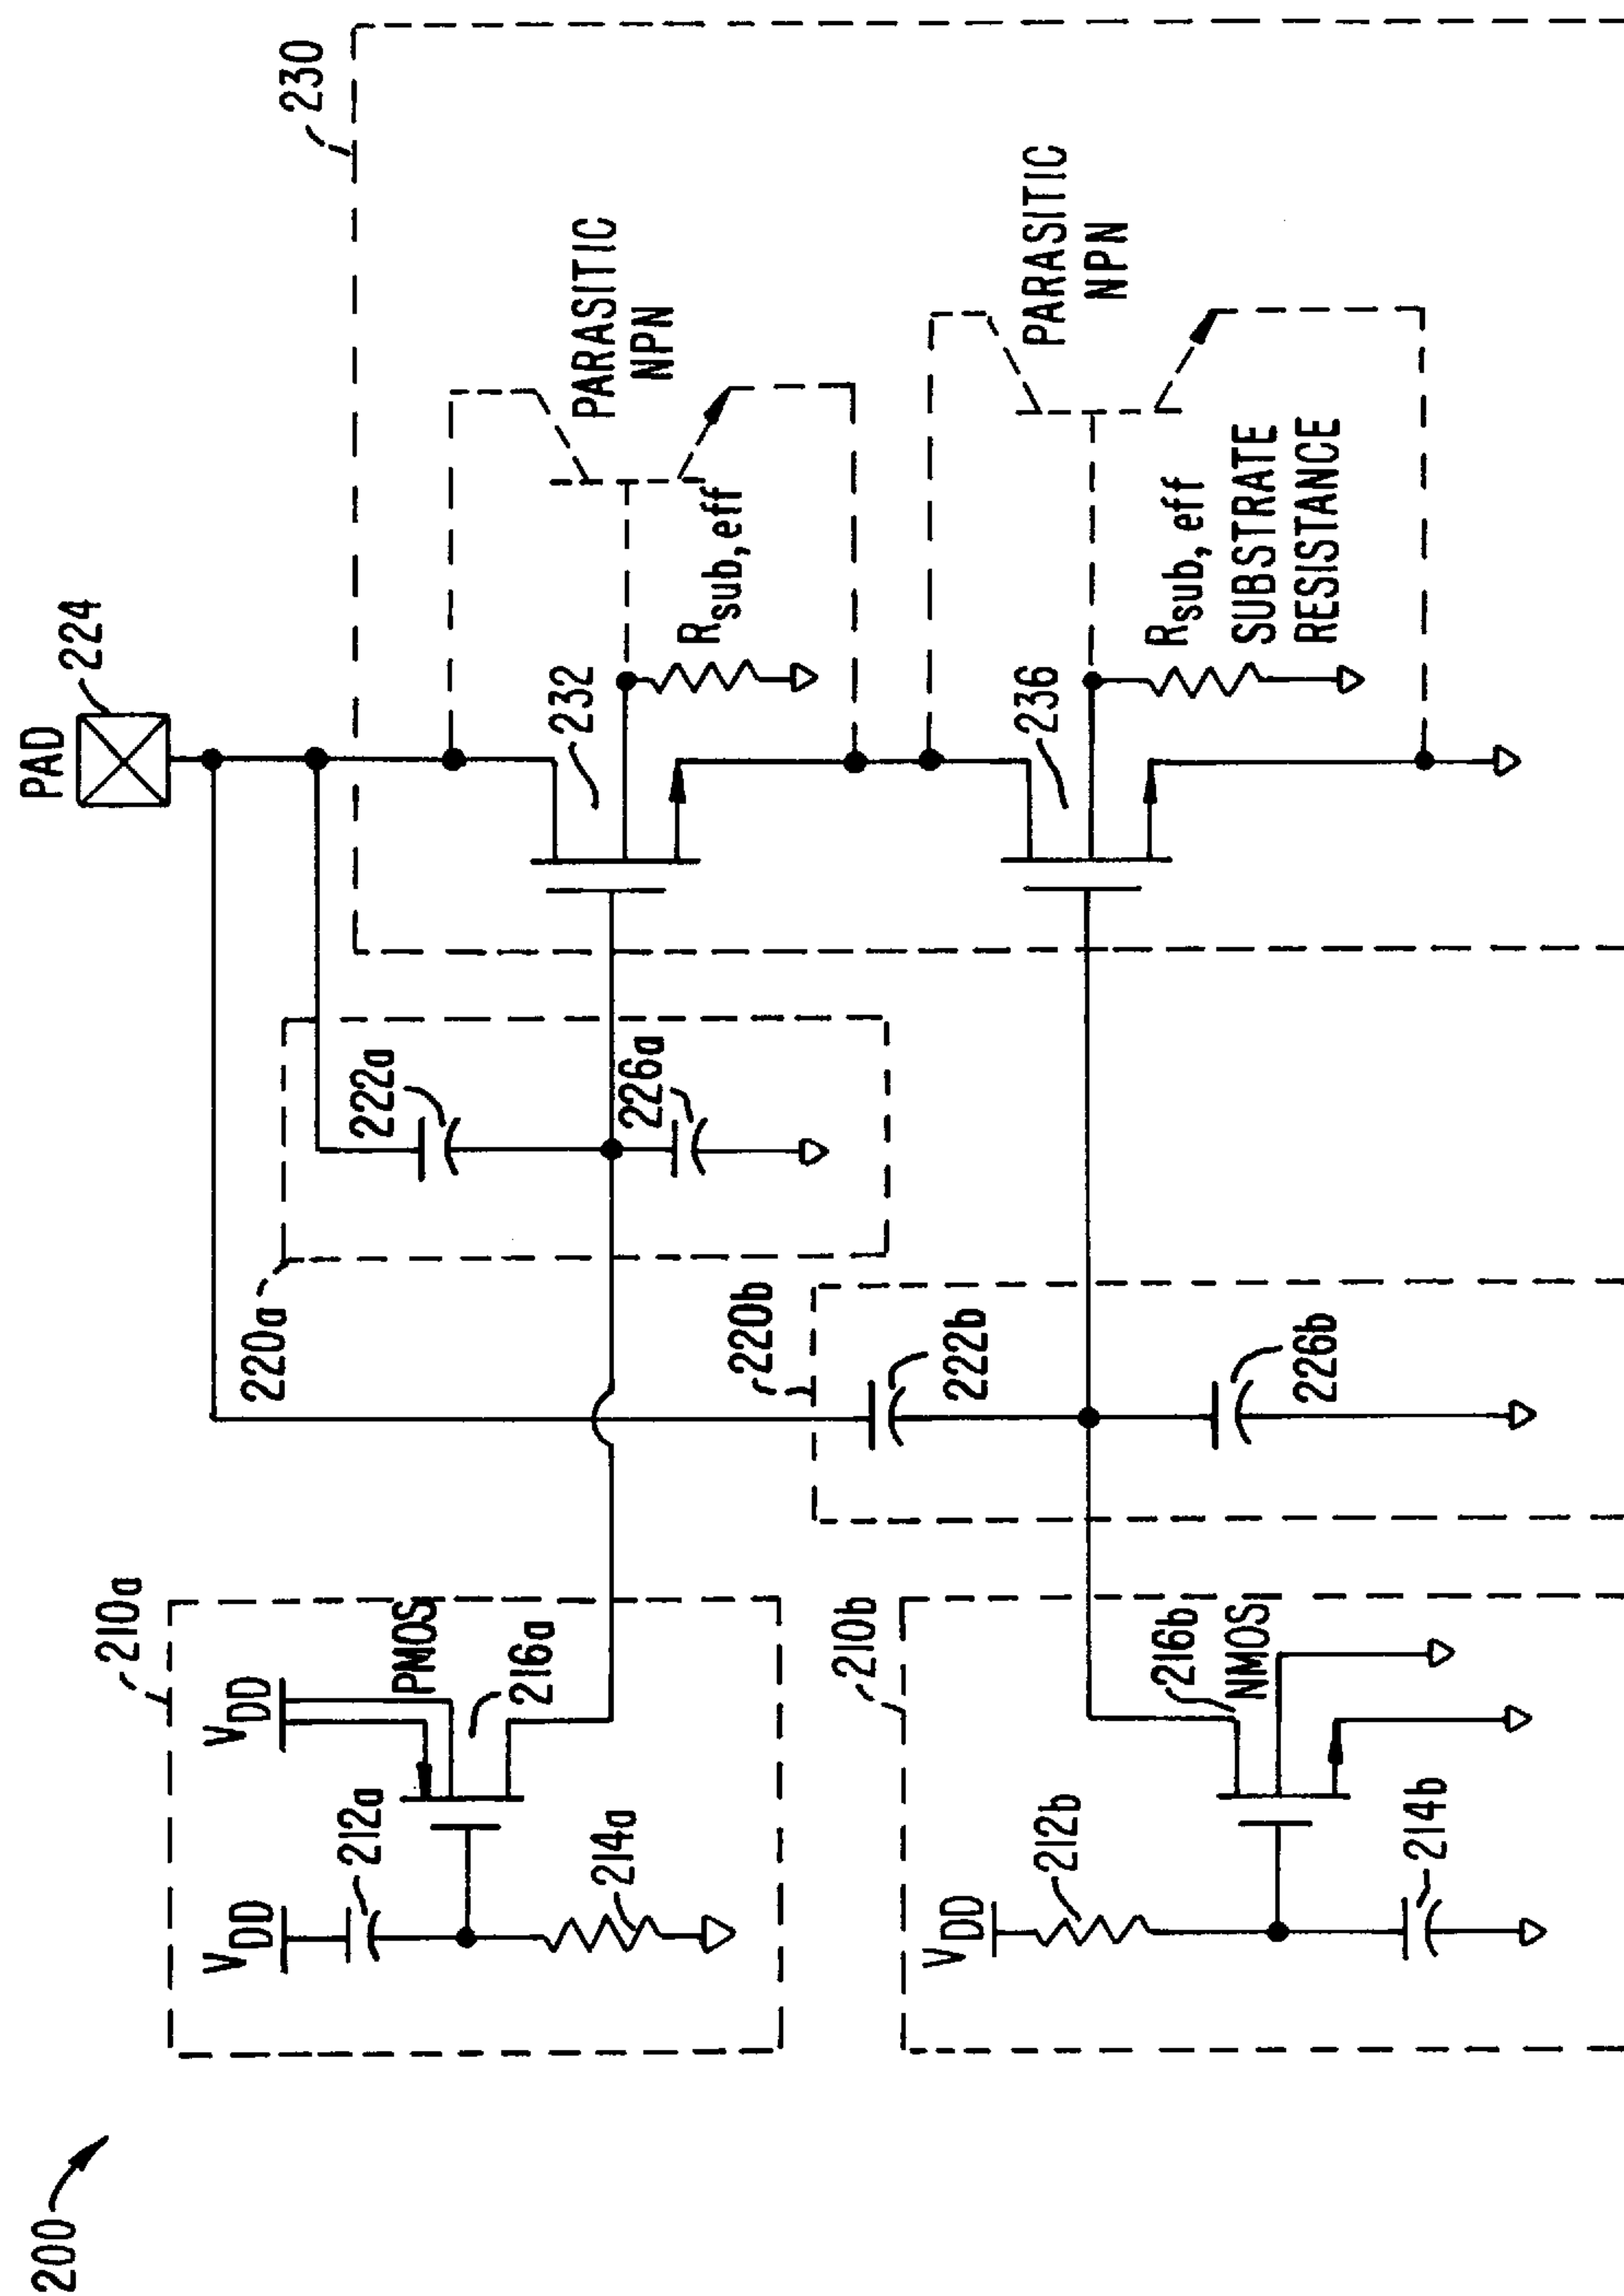 200
PAD
224
230
210a
VDD
VDD
PMOS
212a
216a
214a
220a
222a
226a
232
PARASITIC
NPN
Rsub, eff
210b
VDD
212b
216b
NMOS
214b
220b
222b
226b
236
PARASITIC
NPN
Rsub, eff
SUBSTRATE
RESISTANCE